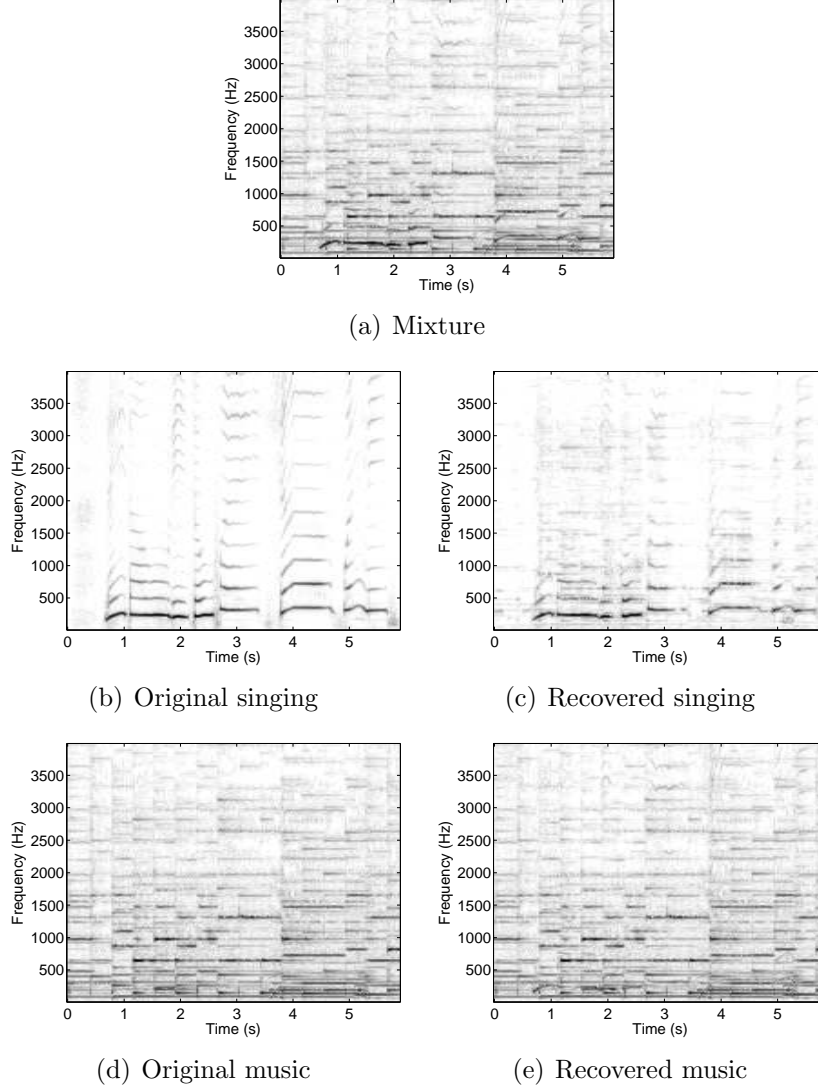 Frequency (Hz)
3500
3000
2500
2000
1500
1000
500
0 1 2 3 4 5
Time (s)
(a) Mixture
Frequency (Hz)
3500
3000
2500
2000
1500
1000
500
0 1 2 3 4 5
Time (s)
(b) Original singing
Frequency (Hz)
3500
3000
2500
2000
1500
1000
500
0 1 2 3 4 5
Time (s)
(c) Recovered singing
Frequency (Hz)
3500
3000
2500
2000
1500
1000
500
0 1 2 3 4 5
Time (s)
(d) Original music
Frequency (Hz)
3500
3000
2500
2000
1500
1000
500
0 1 2 3 4 5
Time (s)
(e) Recovered music